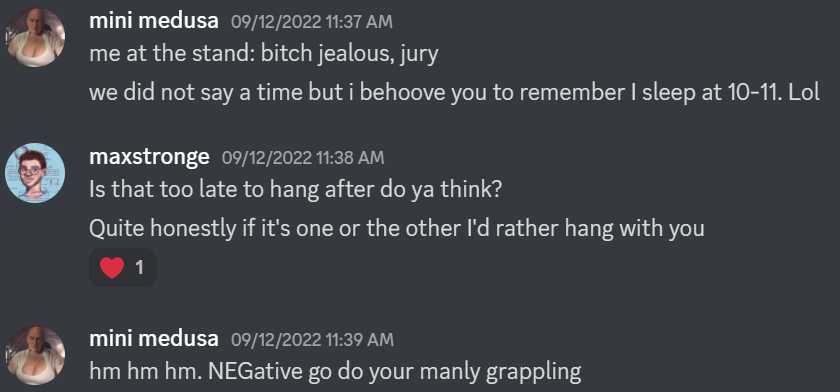 mini medusa 09/12/2022 11:37 AM
me at the stand: bitch jealous, jury
we did not say a time but i behoove you to remember I sleep at 10-11. Lol
maxstronge 09/12/2022 11:38 AM
Is that too late to hang after do ya think?
Quite honestly if it's one or the other I'd rather hang with you
1
mini medusa 09/12/2022 11:39 AM
hm hm hm. NEGative go do your manly grappling